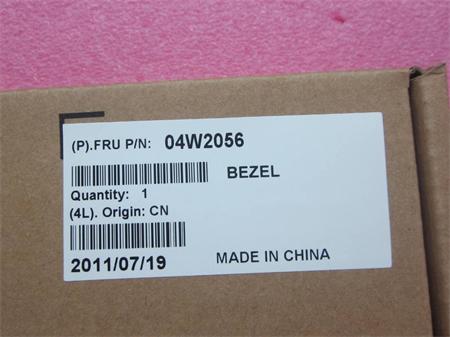 (P).FRU P/N: 04W2056
BEZEL
Quantity: 1
(4L). Origin: CN
2011/07/19 MADE IN CHINA